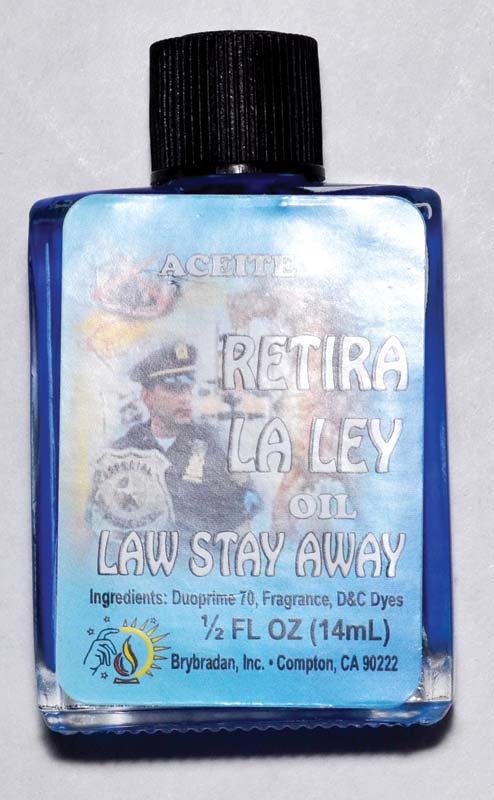 ACEITE
RETIRA
LA LEY
OIL
SPECIAL
LAW STAY AWAY
Ingredients: Duoprime 70, Fragrance, D&C Dyes
½ FL OZ (14mL)
Brybradan, Inc. • Compton, CA 90222